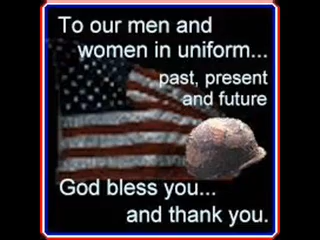 To our men and
women in uniform...
past, present
and future
God bless you...
and thank you.